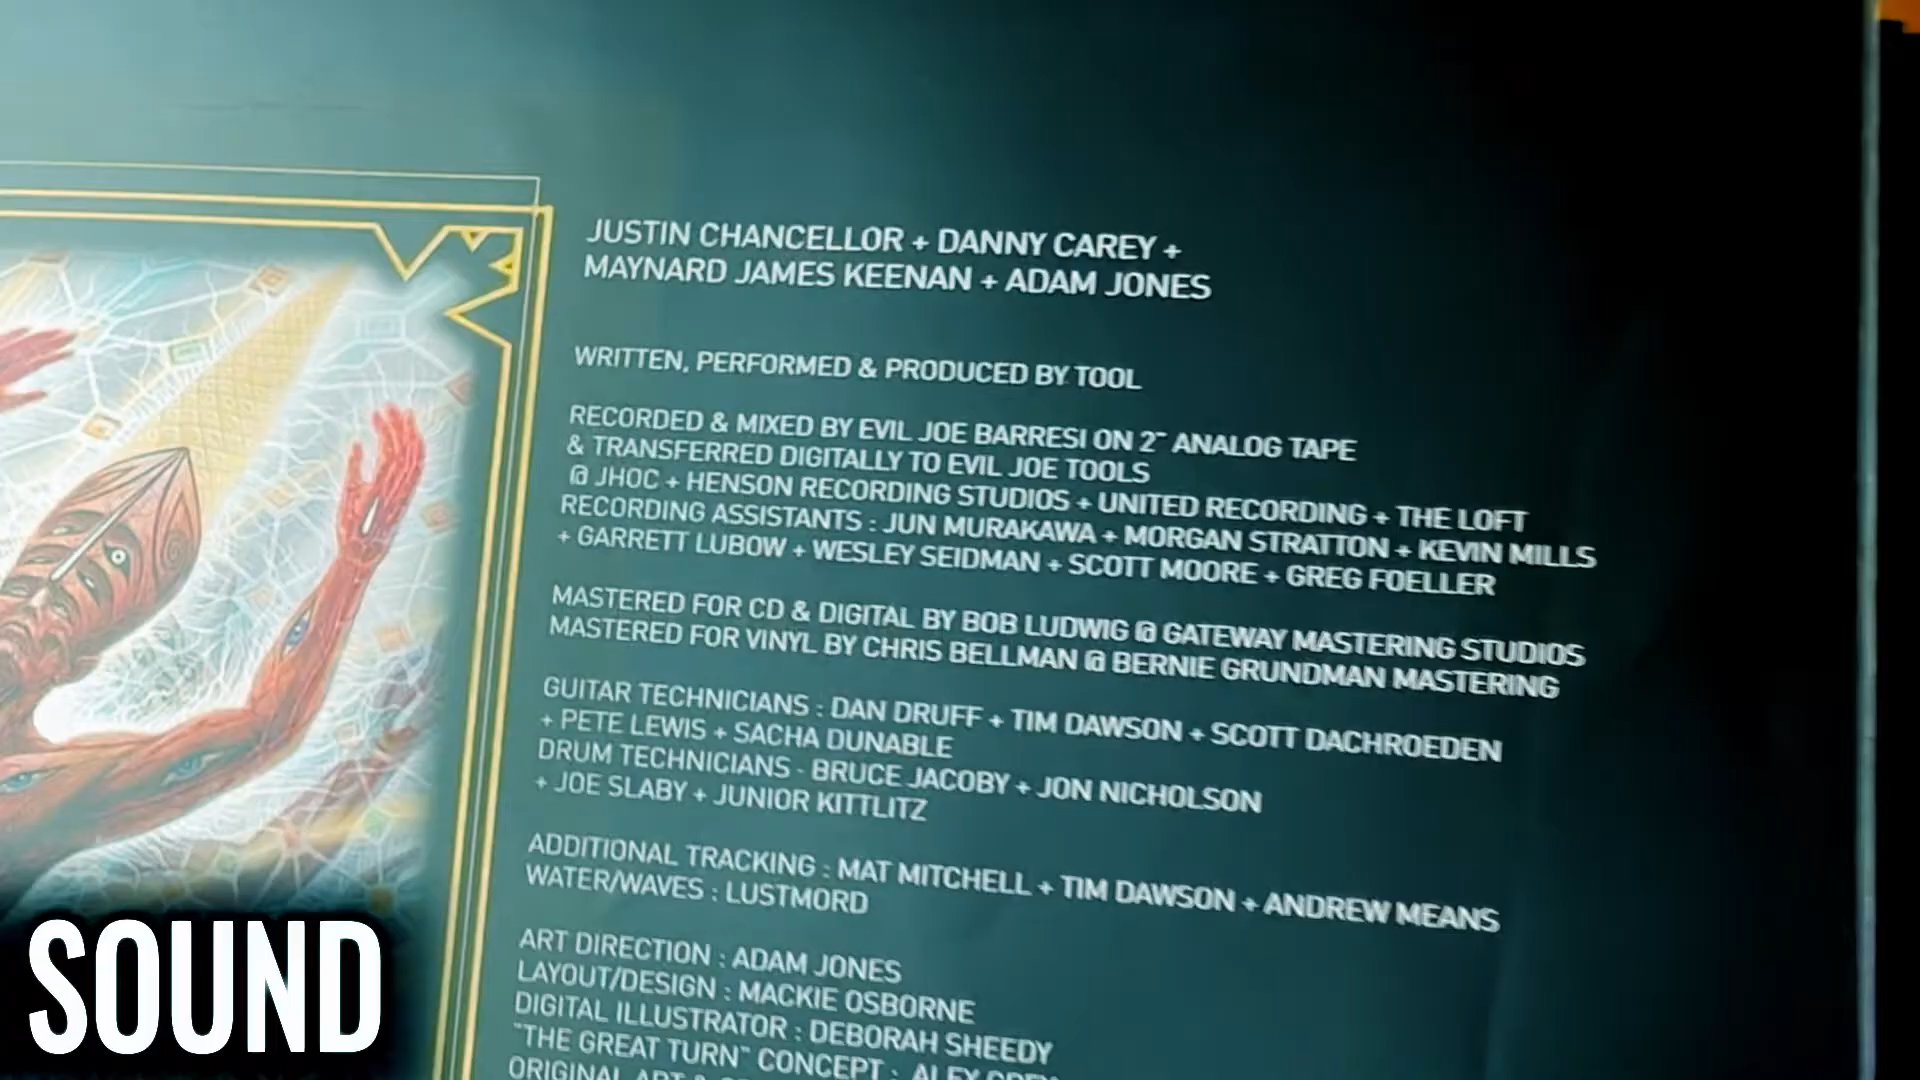 JUSTIN CHANCELLOR + DANNY CAREY +
MAYNARD JAMES KEENAN + ADAM JONES
WRITTEN, PERFORMED & PRODUCED BY TOOL
RECORDED & MIXED BY EVIL JOE BARRESI ON 2" ANALOG TAPE
& TRANSFERRED DIGITALLY TO EVIL JOE TOOLS
@ JHOC + HENSON RECORDING STUDIOS + UNITED RECORDING + THE LOFT
RECORDING ASSISTANTS : JUN MURAKAWA + MORGAN STRATTON + KEVIN MILLS
+ GARRETT LUBOW + WESLEY SEIDMAN + SCOTT MOORE + GREG FOELLER
MASTERED FOR CD & DIGITAL BY BOB LUDWIG @ GATEWAY MASTERING STUDIOS
MASTERED FOR VINYL BY CHRIS BELLMAN @ BERNIE GRUNDMAN MASTERING
GUITAR TECHNICIANS : DAN DRUFF + TIM DAWSON + SCOTT DACHROEDEN
+ PETE LEWIS + SACHA DUNABLE
DRUM TECHNICIANS - BRUCE JACOBY + JON NICHOLSON
+ JOE SLABY + JUNIOR KITTLITZ
ADDITIONAL TRACKING : MAT MITCHELL + TIM DAWSON + ANDREW MEANS
WATER/WAVES : LUSTMORD
ART DIRECTION : ADAM JONES
LAYOUT/DESIGN : MACKIE OSBORNE
DIGITAL ILLUSTRATOR : DEBORAH SHEEDY
"THE GREAT TURN" CONCEPT : ALEX GREY
ORIGINAL ART &
SOUND